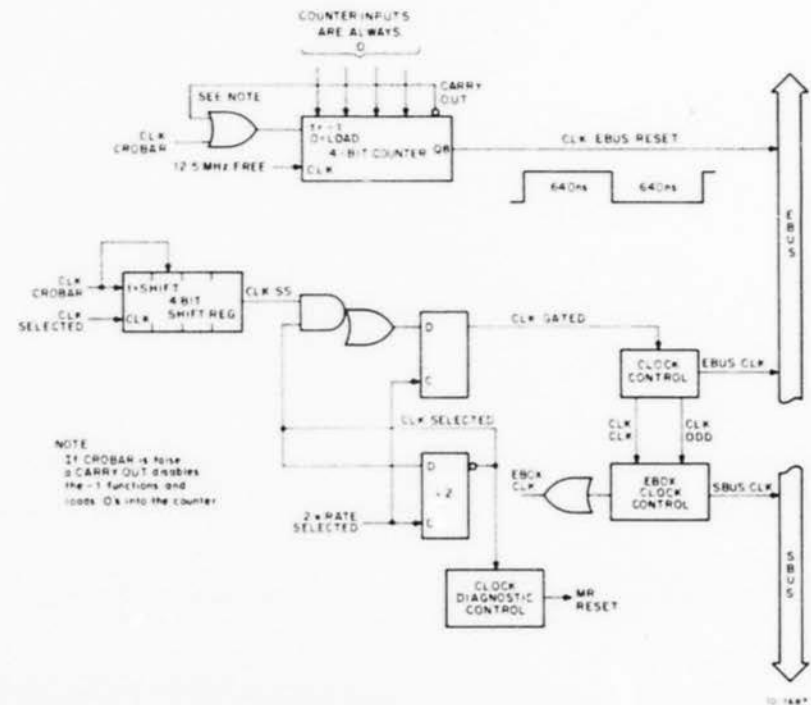 COUNTER INPUTS
ARE ALWAYS
0
SEE NOTE
CARRY
OUT
CLK
CROBAR
1=-1
0=LOAD
4-BIT COUNTER
QB
12.5 MHz FREE
CLK
CLK EBUS RESET
640ns
640ns
EBUS
CLK
CROBAR
1=SHIFT
4-BIT
SHIFT REG
CLK
SELECTED
CLK
CLK SS
D
C
CLK GATED
CLOCK
CONTROL
EBUS CLK
CLK SELECTED
CLK
CLK
CLK
ODD
NOTE
If CROBAR is false
a CARRY OUT disables
the -1 functions and
loads 0's into the counter
2 x RATE
SELECTED
D
÷2
C
EBOX
CLK
EBOX
CLOCK
CONTROL
SBUS CLK
SBUS
CLOCK
DIAGNOSTIC
CONTROL
MR
RESET